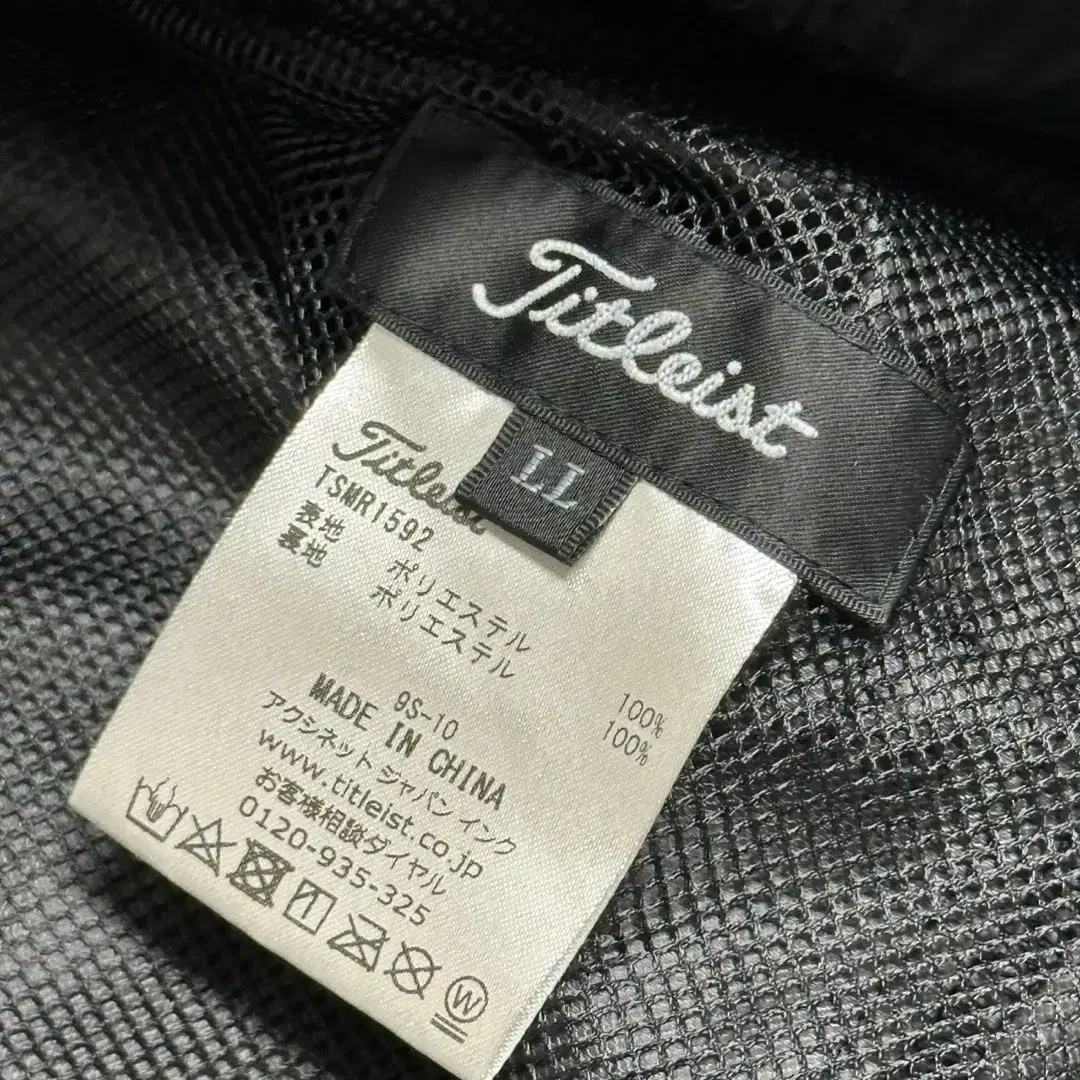 Titleist
LL
Titleist
TSMR1592
表地 ポリエステル 100%
裏地 ポリエステル 100%
9S-10
MADE IN CHINA
アクシネット ジャパン インク
www.titleist.co.jp
お客様相談ダイヤル
0120-935-325
W